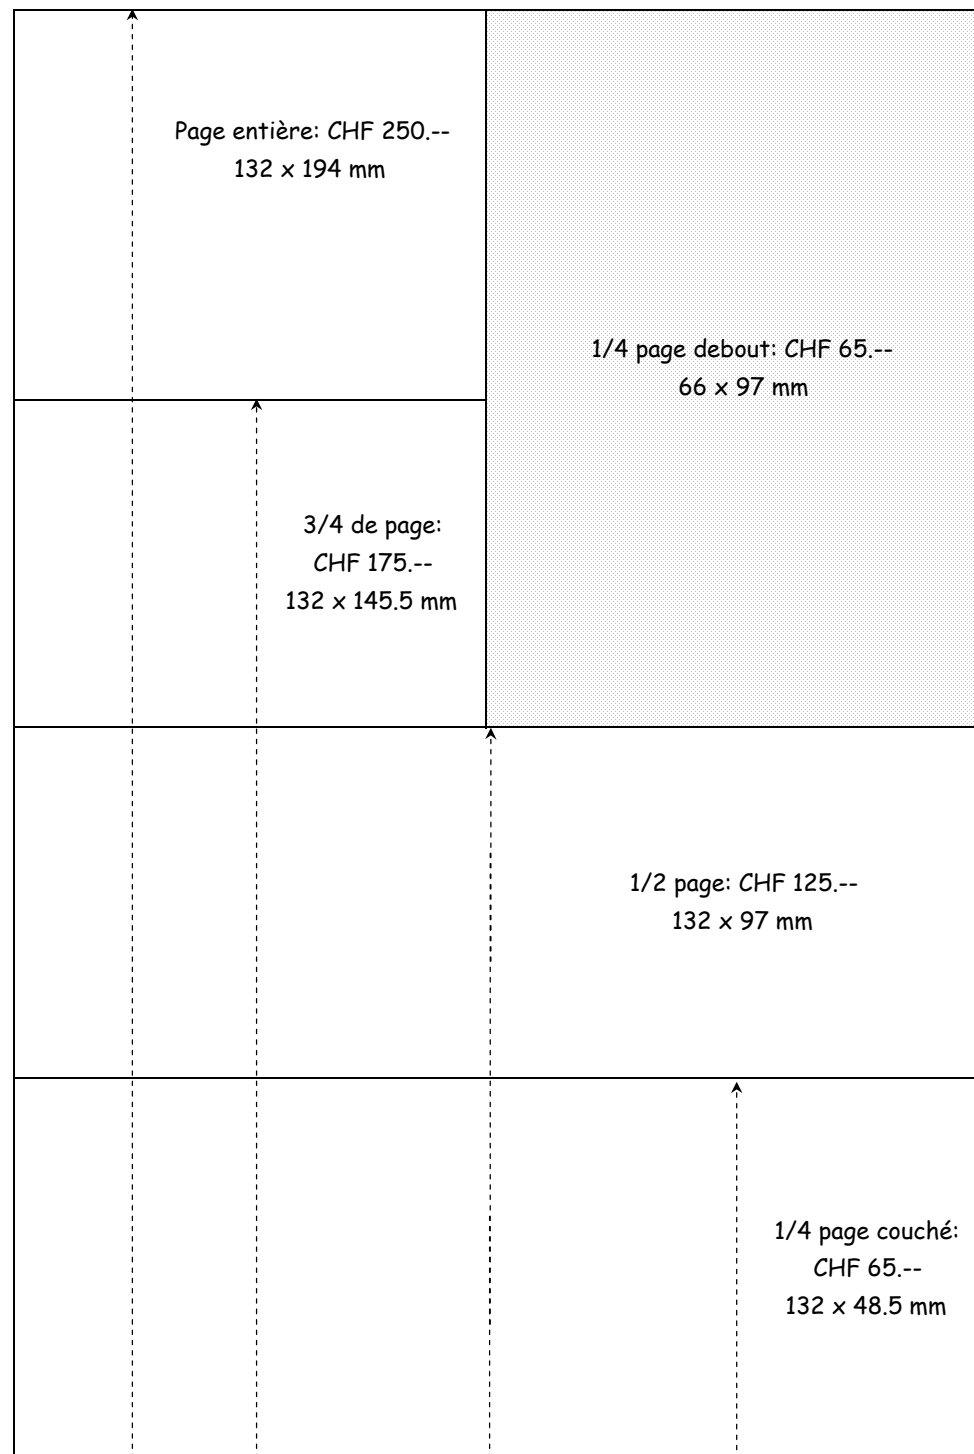 Page entière: CHF 250.--
132 x 194 mm
1/4 page debout: CHF 65.--
66 x 97 mm
3/4 de page:
CHF 175.--
132 x 145.5 mm
1/2 page: CHF 125.--
132 x 97 mm
1/4 page couché:
CHF 65.--
132 x 48.5 mm